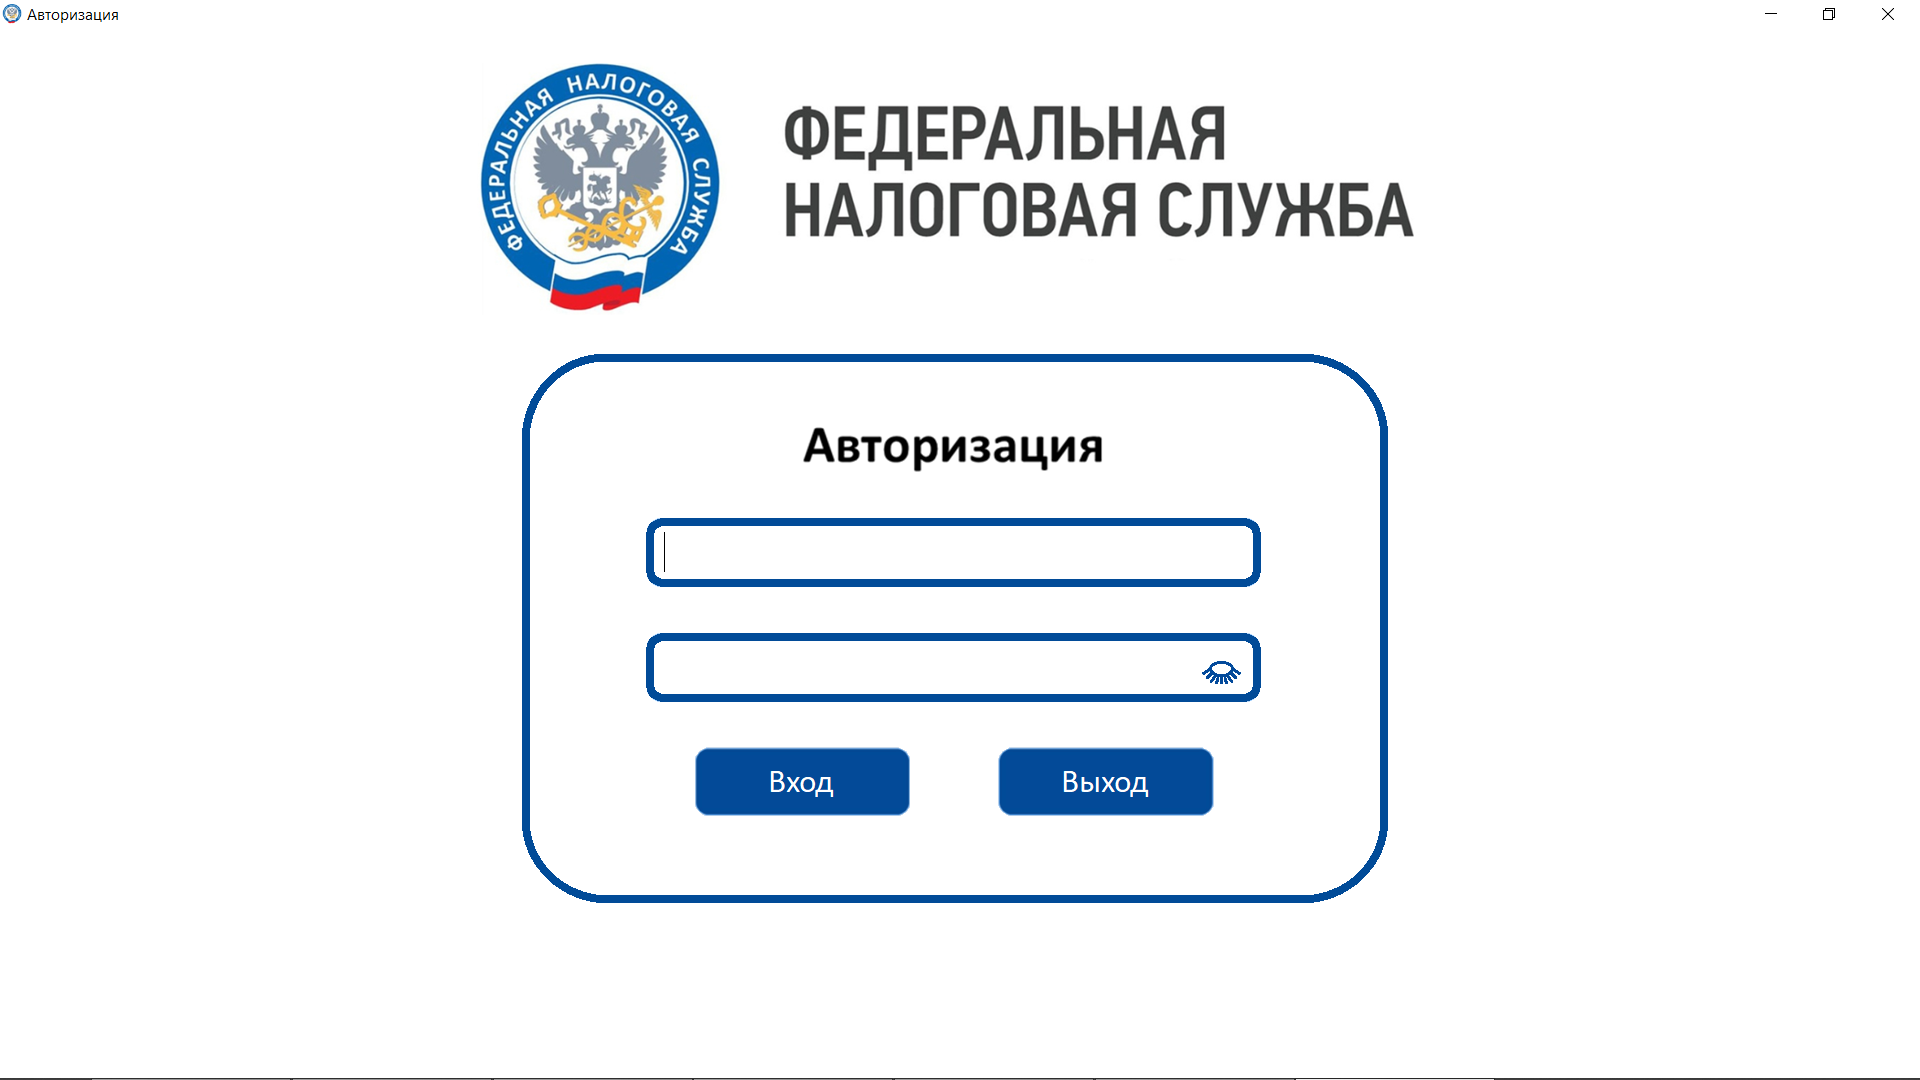 Авторизация
ФЕДЕРАЛЬНАЯ НАЛОГОВАЯ СЛУЖБА
ФЕДЕРАЛЬНАЯ
НАЛОГОВАЯ СЛУЖБА
Авторизация
Вход
Выход